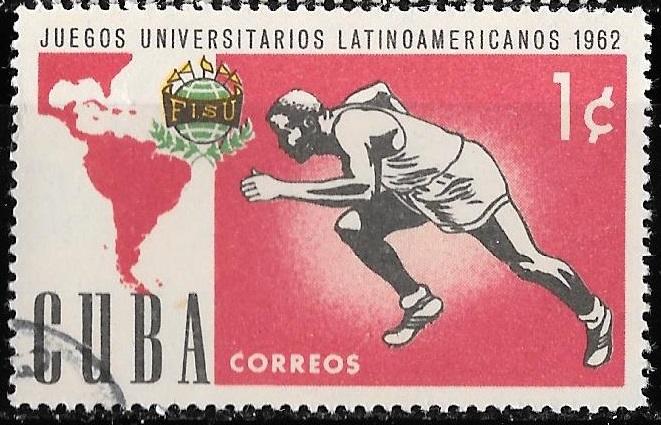 JUEGOS UNIVERSITARIOS LATINOAMERICANOS 1962
FISU
1¢
CUBA
CORREOS